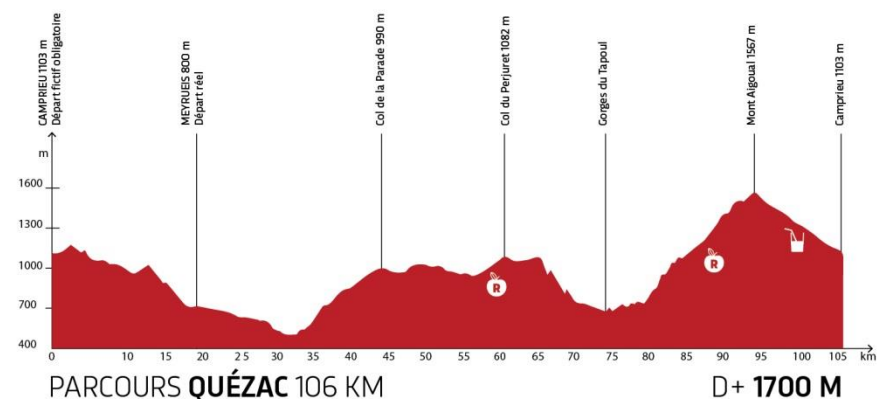 CAMPRIEU 1103 m
Départ fictif obligatoire
MEYRUEIS 800 m
Départ réel
Col de la Parade 990 m
Col du Perjuret 1082 m
Gorges du Tapoul
Mont Aigoual 1567 m
Camprieu 1103 m
m
1600
1300
1000
700
400
R
R
0 10 15 20 25 30 35 40 45 50 55 60 65 70 75 80 85 90 95 100 105 km
PARCOURS QUÉZAC 106 KM
D+ 1700 M